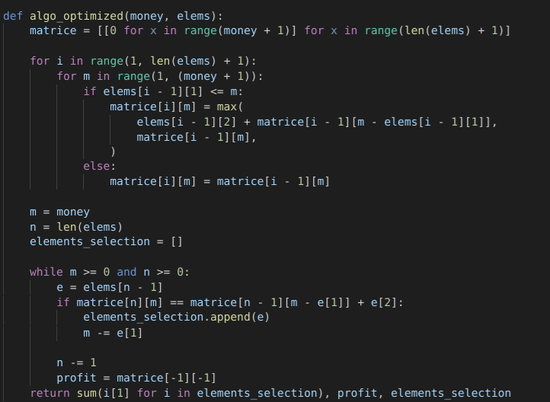 def algo_optimized(money, elems):
    matrice = [[0 for x in range(money + 1)] for x in range(len(elems) + 1)]

    for i in range(1, len(elems) + 1):
        for m in range(1, (money + 1)):
            if elems[i - 1][1] <= m:
                matrice[i][m] = max(
                    elems[i - 1][2] + matrice[i - 1][m - elems[i - 1][1]],
                    matrice[i - 1][m],
                )
            else:
                matrice[i][m] = matrice[i - 1][m]

    m = money
    n = len(elems)
    elements_selection = []

    while m >= 0 and n >= 0:
        e = elems[n - 1]
        if matrice[n][m] == matrice[n - 1][m - e[1]] + e[2]:
            elements_selection.append(e)
            m -= e[1]

        n -= 1
        profit = matrice[-1][-1]
    return sum(i[1] for i in elements_selection), profit, elements_selection